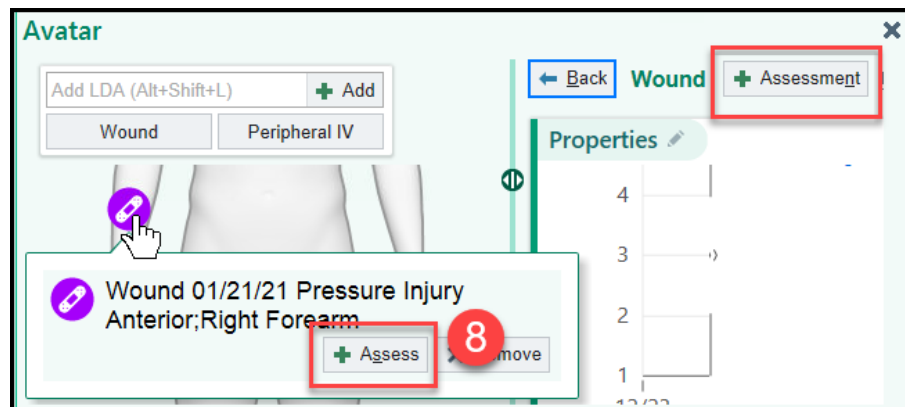 Avatar
Add LDA (Alt+Shift+L)
Add
Wound
Peripheral IV
Back
Wound
Assessment
Properties
4
3
2
1
Wound 01/21/21 Pressure Injury
Anterior;Right Forearm
Assess
8